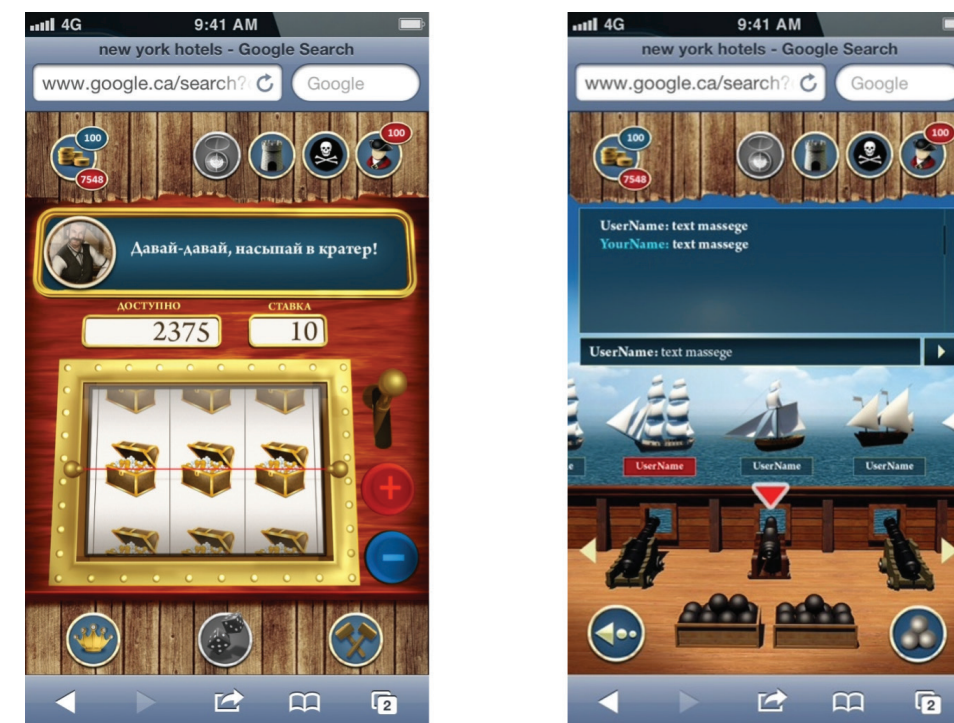 4G 9:41 AM
new york hotels - Google Search
www.google.ca/search?
Google
100
7548
100
Давай-давай, насыпай в кратер!
ДОСТУПНО
СТАВКА
2375
10
2
4G 9:41 AM
new york hotels - Google Search
www.google.ca/search?
Google
100
7548
100
UserName: text massege
YourName: text massege
UserName: text massege
UserName
UserName
UserName
2